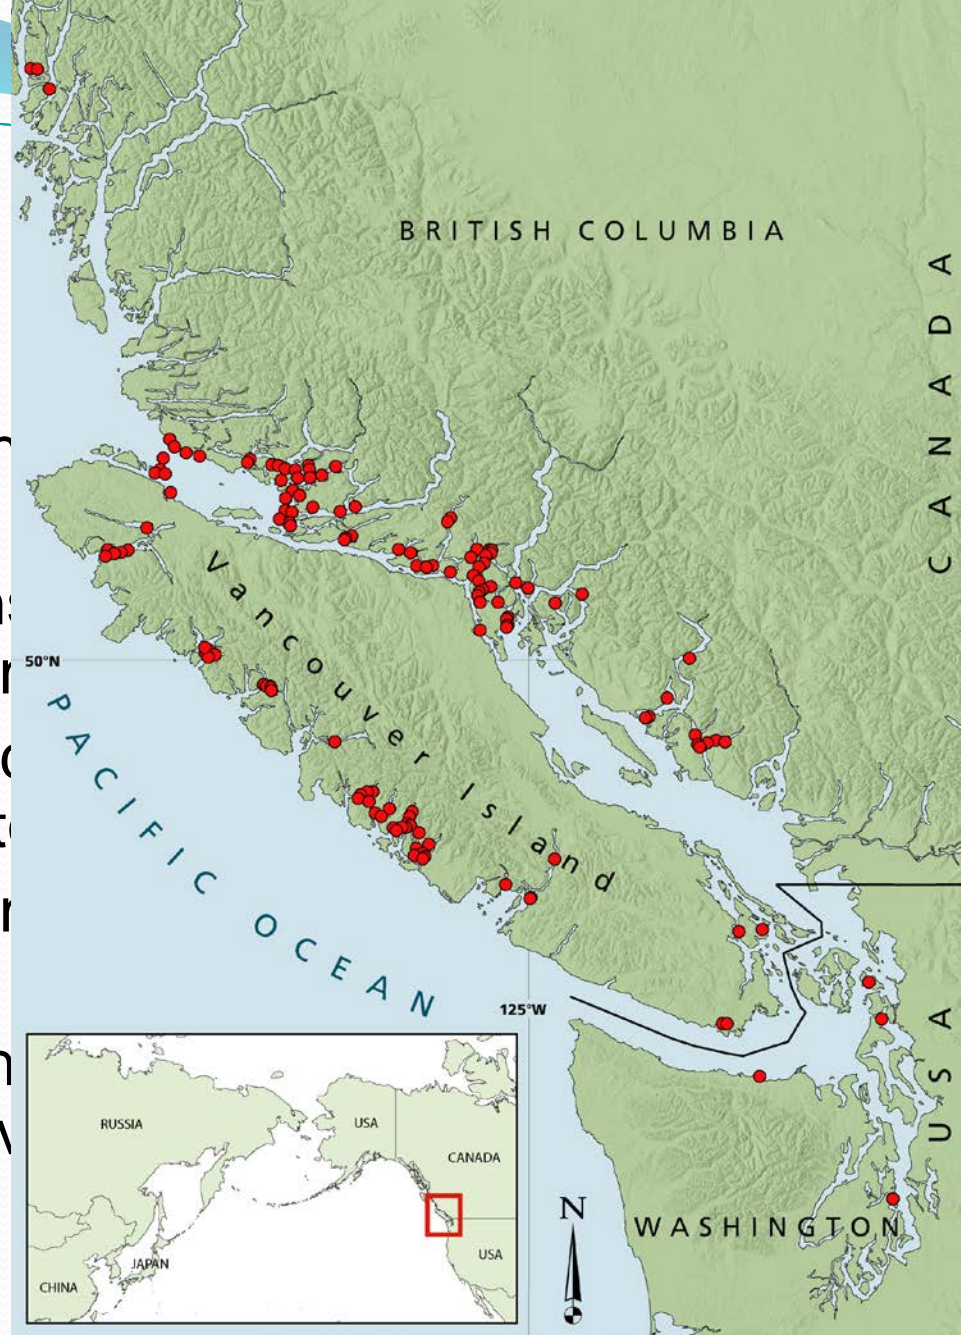 BRITISH COLUMBIA
CANADA
Vancouver Island
50°N
PACIFIC OCEAN
125°W
USA
WASHINGTON
N
RUSSIA
USA
CANADA
JAPAN
USA
CHINA